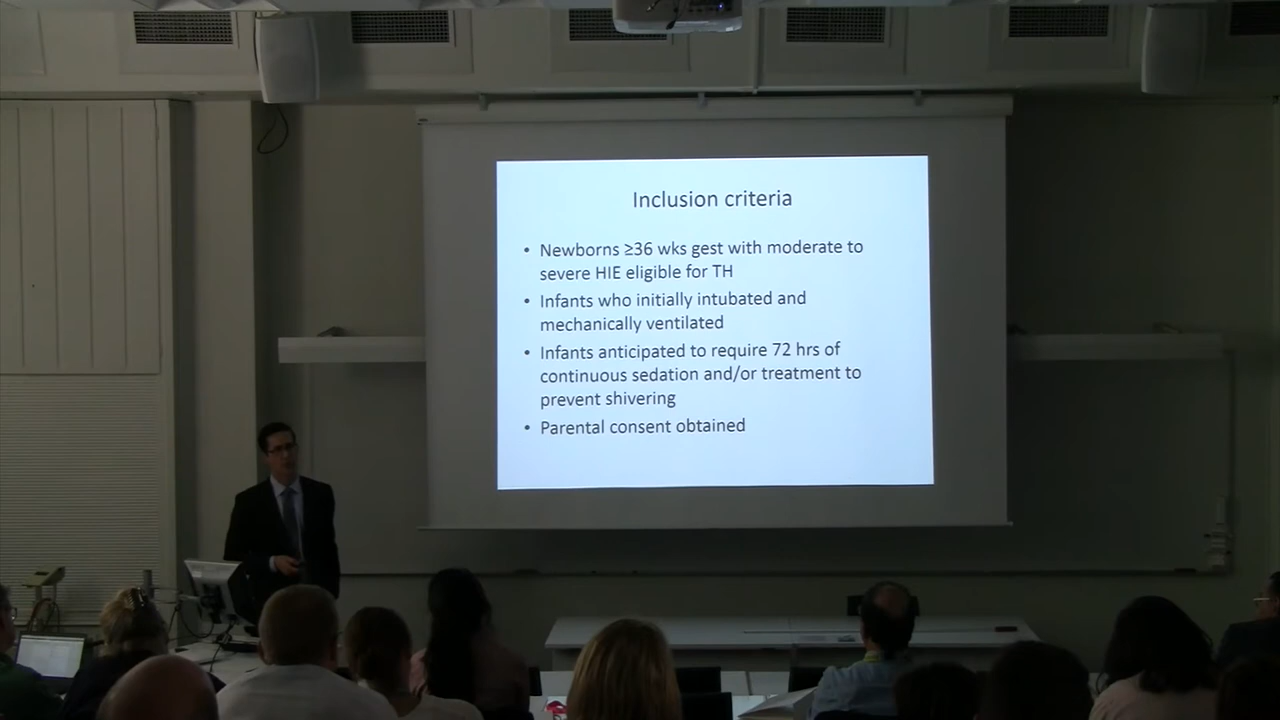 Inclusion criteria
• Newborns ≥36 wks gest with moderate to
severe HIE eligible for TH
• Infants who initially intubated and
mechanically ventilated
• Infants anticipated to require 72 hrs of
continuous sedation and/or treatment to
prevent shivering
• Parental consent obtained